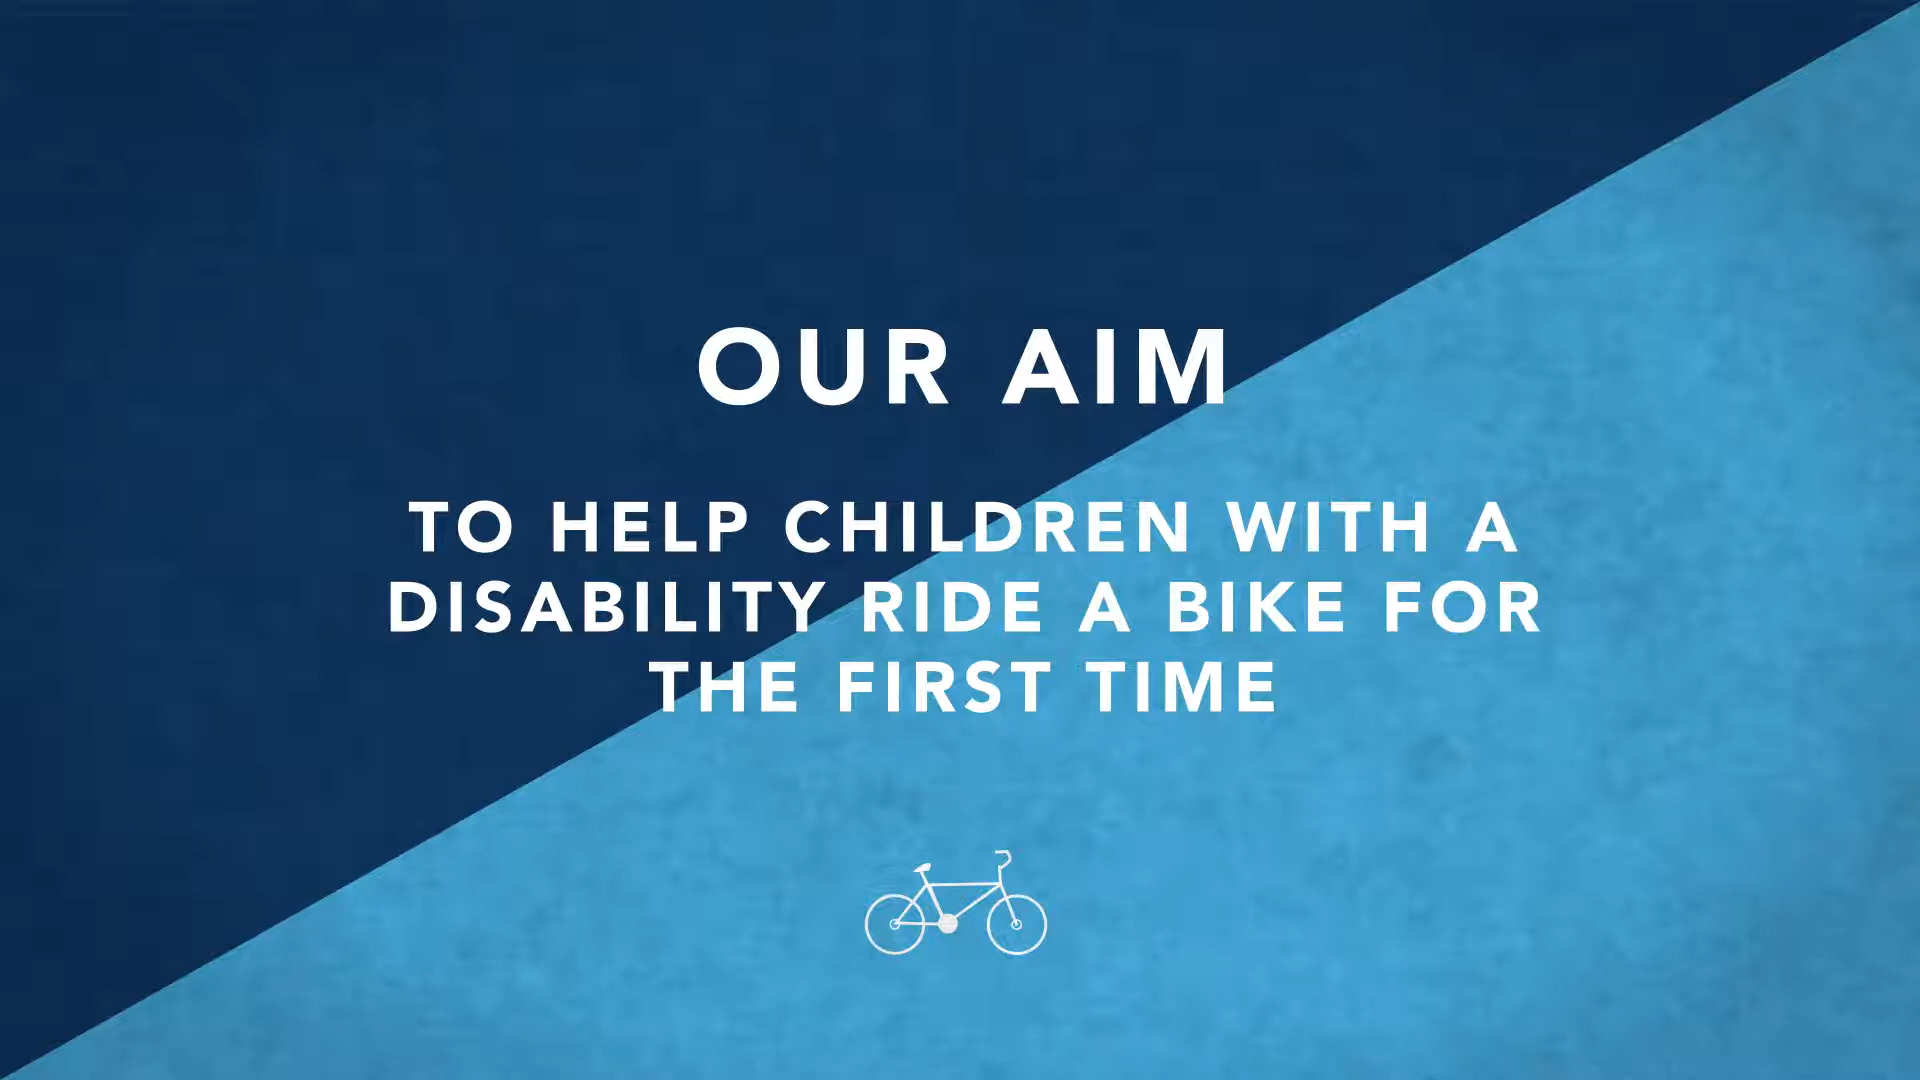 OUR AIM
TO HELP CHILDREN WITH A
DISABILITY RIDE A BIKE FOR
THE FIRST TIME